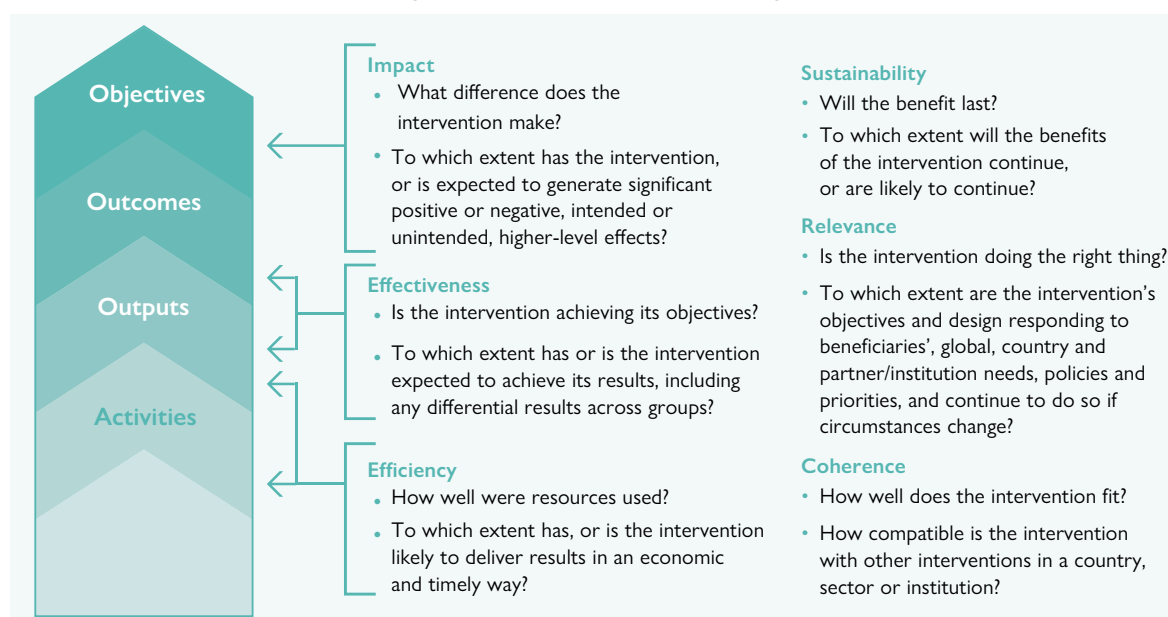 Objectives
Outcomes
Outputs
Activities
Impact
• What difference does the
intervention make?
• To which extent has the intervention,
or is expected to generate significant
positive or negative, intended or
unintended, higher-level effects?
Effectiveness
• Is the intervention achieving its objectives?
• To which extent has or is the intervention
expected to achieve its results, including
any differential results across groups?
Efficiency
• How well were resources used?
• To which extent has, or is the intervention
likely to deliver results in an economic
and timely way?
Sustainability
• Will the benefit last?
• To which extent will the benefits
of the intervention continue,
or are likely to continue?
Relevance
• Is the intervention doing the right thing?
• To which extent are the intervention’s
objectives and design responding to
beneficiaries’, global, country and
partner/institution needs, policies and
priorities, and continue to do so if
circumstances change?
Coherence
• How well does the intervention fit?
• How compatible is the intervention
with other interventions in a country,
sector or institution?